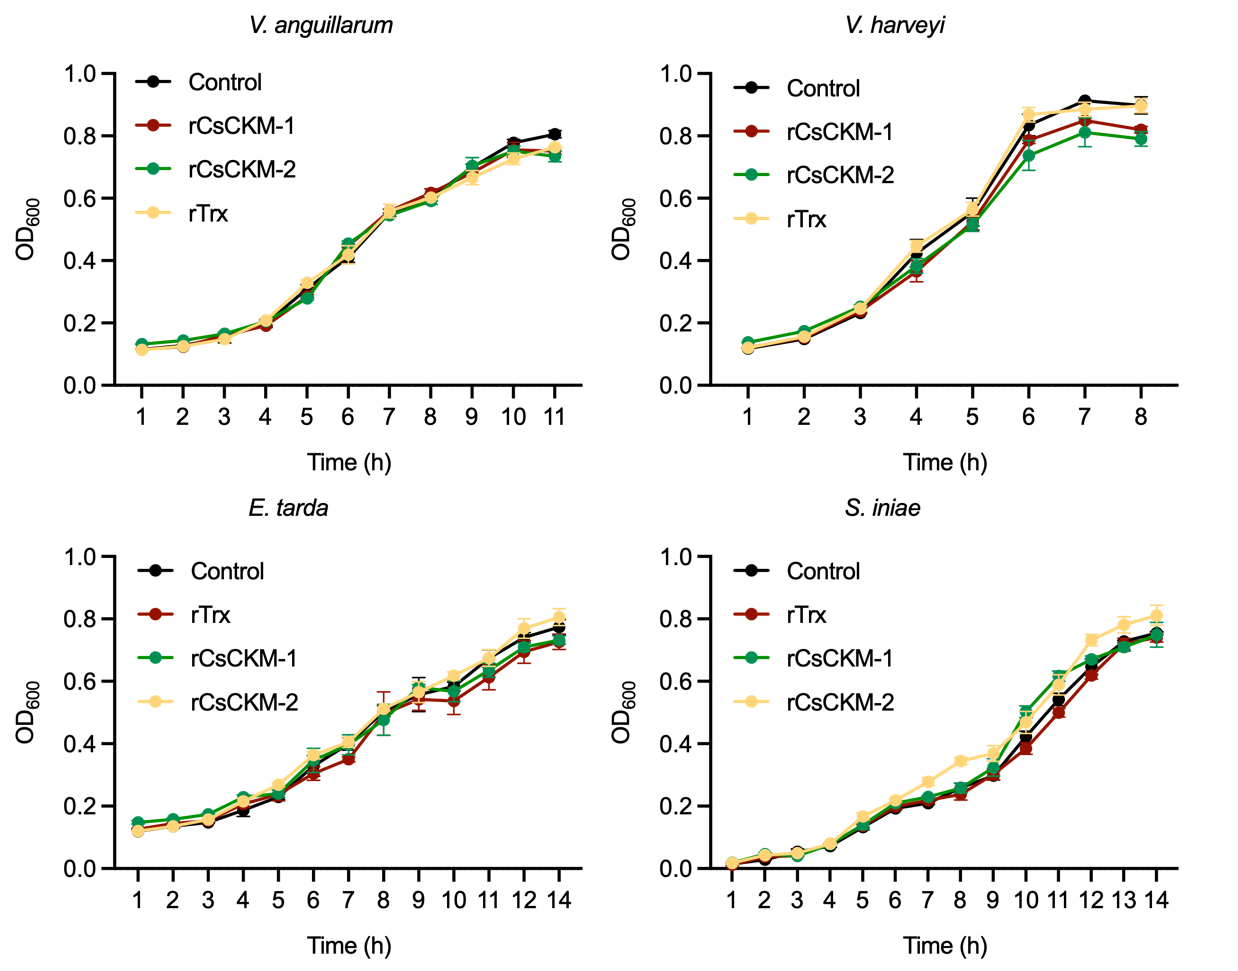 V. anguillarum
1.0
0.8
0.6
0.4
0.2
0.0
OD600
Control
rCsCKM-1
rCsCKM-2
rTrx
1 2 3 4 5 6 7 8 9 10 11
Time (h)
V. harveyi
1.0
0.8
0.6
0.4
0.2
0.0
OD600
Control
rCsCKM-1
rCsCKM-2
rTrx
1 2 3 4 5 6 7 8
Time (h)
E. tarda
1.0
0.8
0.6
0.4
0.2
0.0
OD600
Control
rTrx
rCsCKM-1
rCsCKM-2
1 2 3 4 5 6 7 8 9 10 11 12 14
Time (h)
S. iniae
1.0
0.8
0.6
0.4
0.2
0.0
OD600
Control
rTrx
rCsCKM-1
rCsCKM-2
1 2 3 4 5 6 7 8 9 10 11 12 13 14
Time (h)